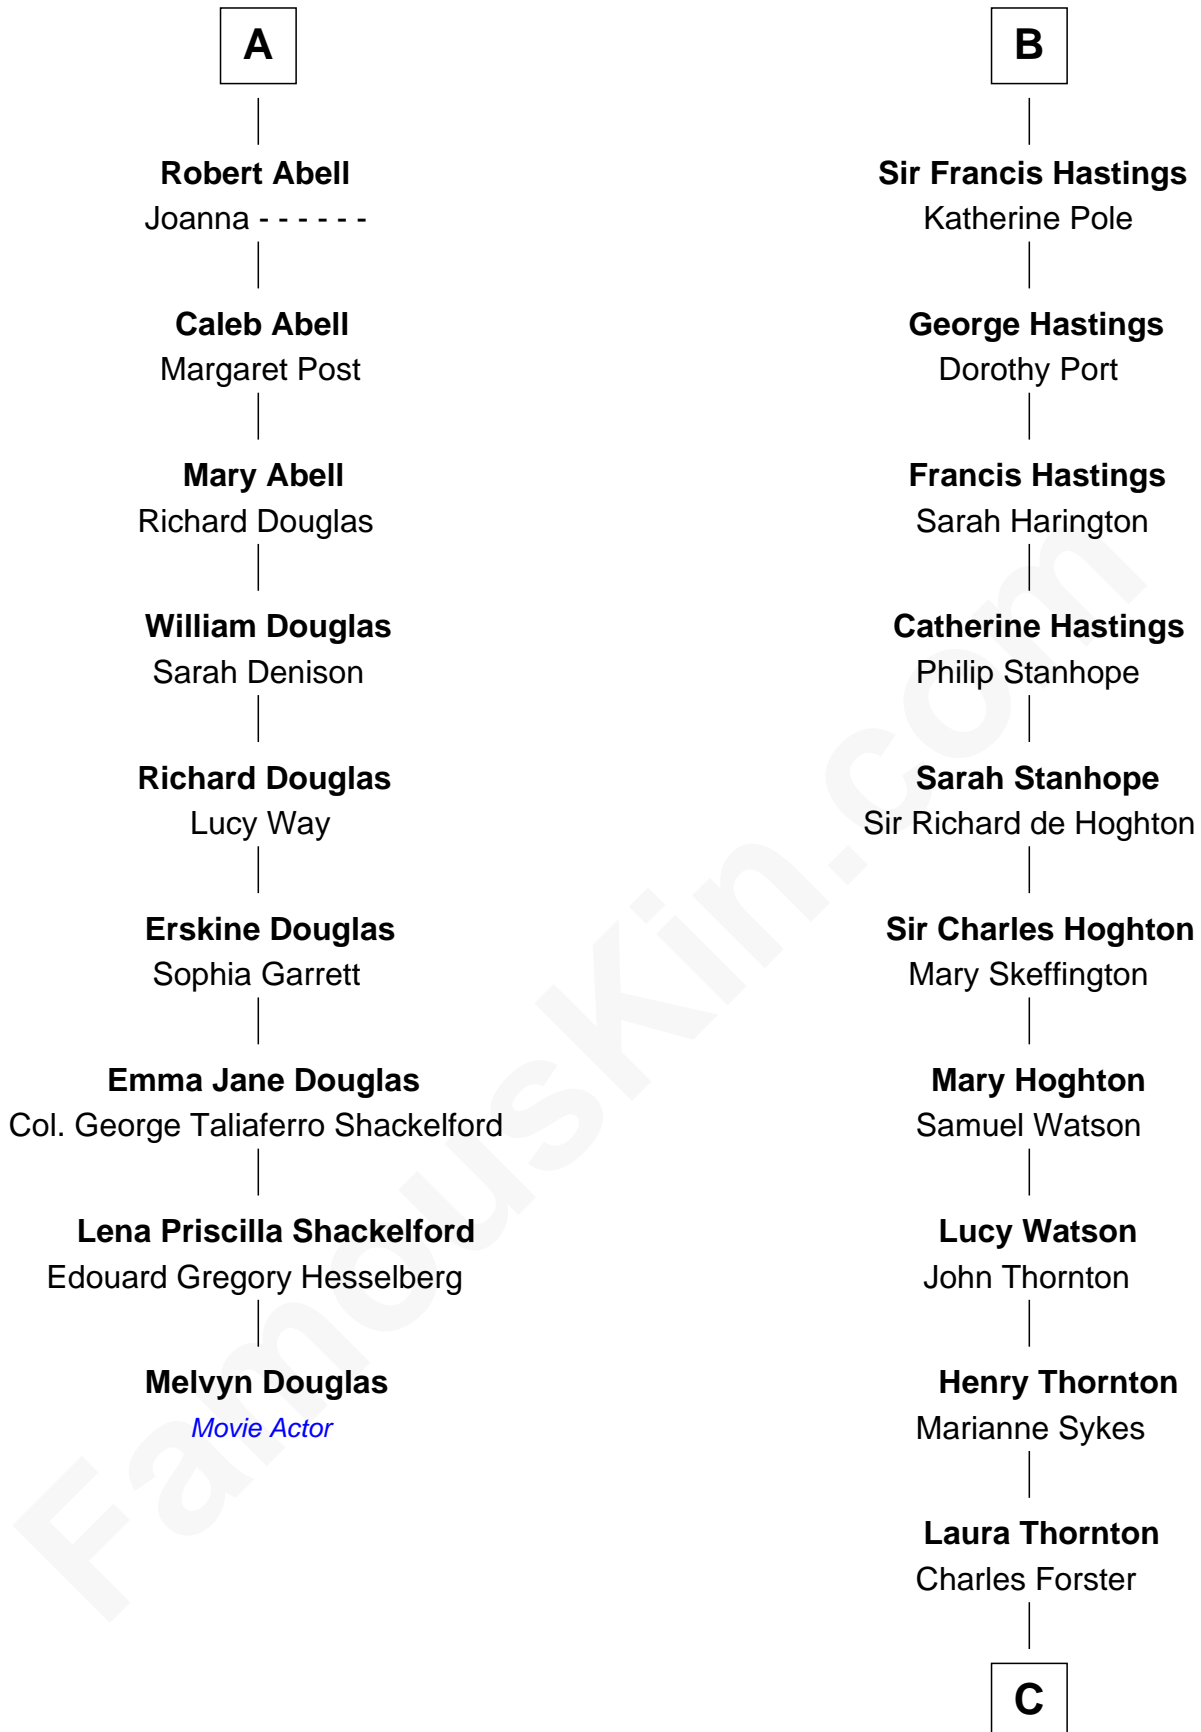 A
Robert Abell
Joanna - - - - - -
Caleb Abell
Margaret Post
Mary Abell
Richard Douglas
William Douglas
Sarah Denison
Richard Douglas
Lucy Way
Erskine Douglas
Sophia Garrett
Emma Jane Douglas
Col. George Taliaferro Shackelford
Lena Priscilla Shackelford
Edouard Gregory Hesselberg
Melvyn Douglas
Movie Actor
B
Sir Francis Hastings
Katherine Pole
George Hastings
Dorothy Port
Francis Hastings
Sarah Harington
Catherine Hastings
Philip Stanhope
Sarah Stanhope
Sir Richard de Hoghton
Sir Charles Hoghton
Mary Skeffington
Mary Hoghton
Samuel Watson
Lucy Watson
John Thornton
Henry Thornton
Marianne Sykes
Laura Thornton
Charles Forster
C
FamousKin.com